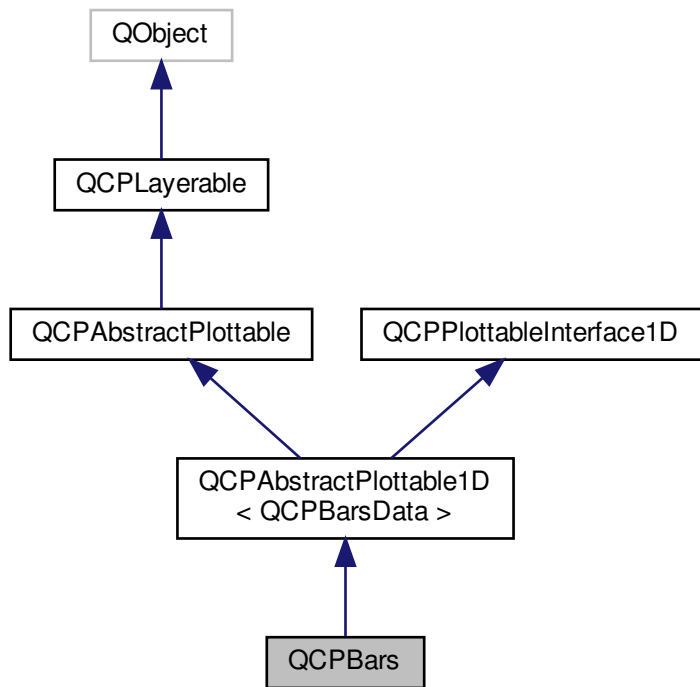 QObject
QCPLayerable
QCPAbstractPlottable
QCPPlottableInterface1D
QCPAbstractPlottable1D
< QCPBarsData >
QCPBars